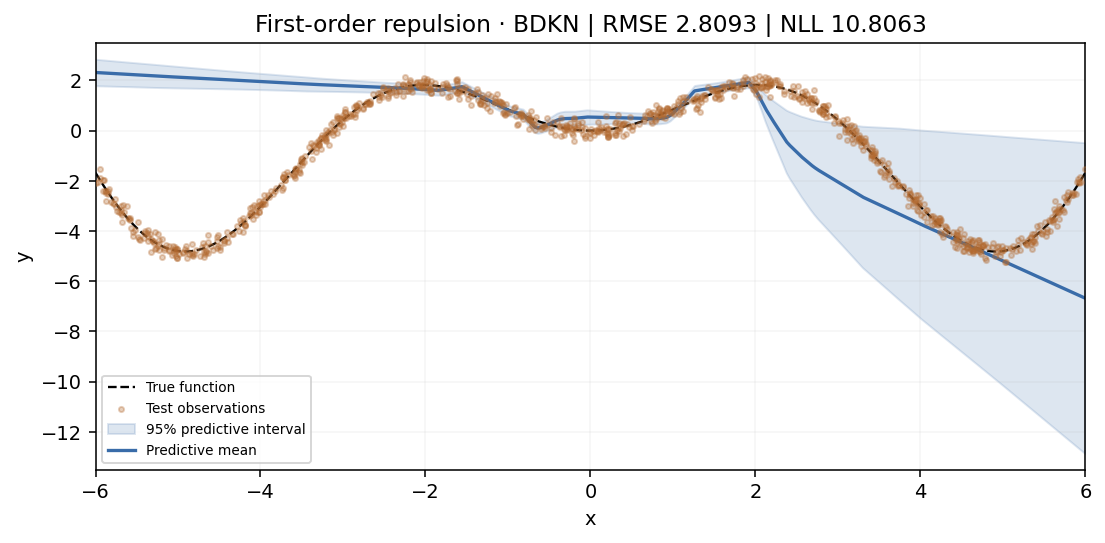 First-order repulsion · BDKN | RMSE 2.8093 | NLL 10.8063
y
2
0
−2
−4
−6
−8
−10
−12
True function
Test observations
95% predictive interval
Predictive mean
−6 −4 −2 0 2 4 6
x